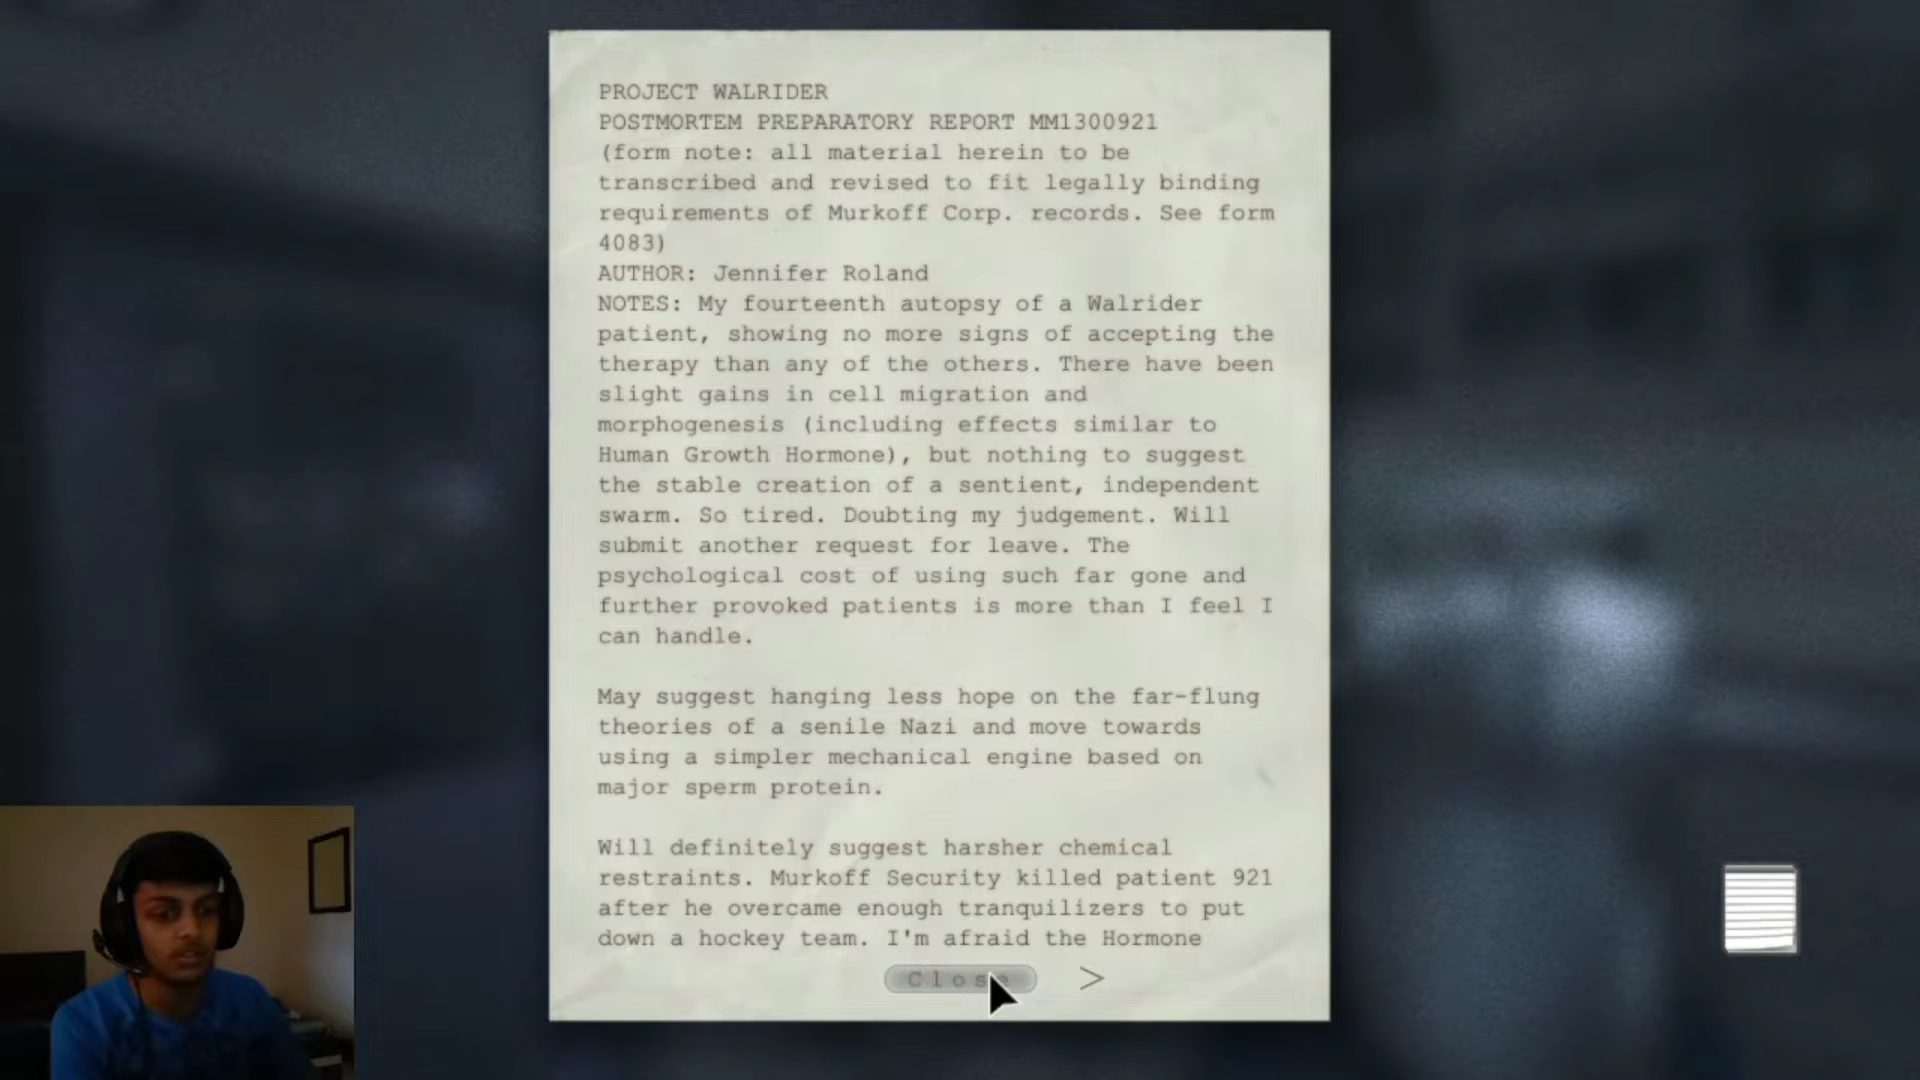 PROJECT WALRIDER
POSTMORTEM PREPARATORY REPORT MM1300921
(form note: all material herein to be
transcribed and revised to fit legally binding
requirements of Murkoff Corp. records. See form
4083)
AUTHOR: Jennifer Roland
NOTES: My fourteenth autopsy of a Walrider
patient, showing no more signs of accepting the
therapy than any of the others. There have been
slight gains in cell migration and
morphogenesis (including effects similar to
Human Growth Hormone), but nothing to suggest
the stable creation of a sentient, independent
swarm. So tired. Doubting my judgement. Will
submit another request for leave. The
psychological cost of using such far gone and
further provoked patients is more than I feel I
can handle.
May suggest hanging less hope on the far-flung
theories of a senile Nazi and move towards
using a simpler mechanical engine based on
major sperm protein.
Will definitely suggest harsher chemical
restraints. Murkoff Security killed patient 921
after he overcame enough tranquilizers to put
down a hockey team. I'm afraid the Hormone
Close >